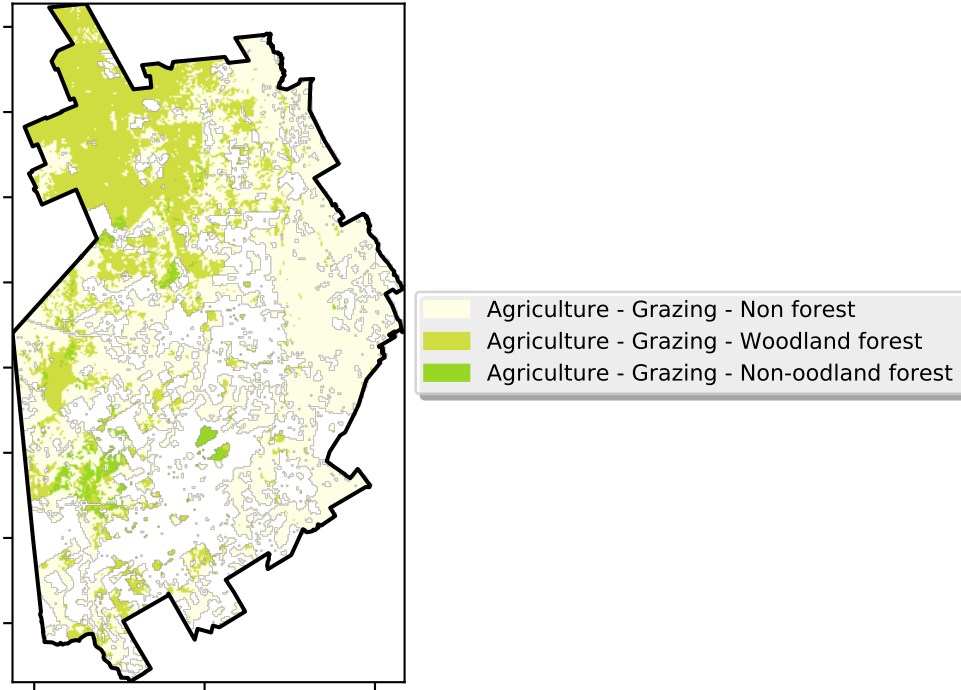 Agriculture - Grazing - Non forest
Agriculture - Grazing - Woodland forest
Agriculture - Grazing - Non-oodland forest